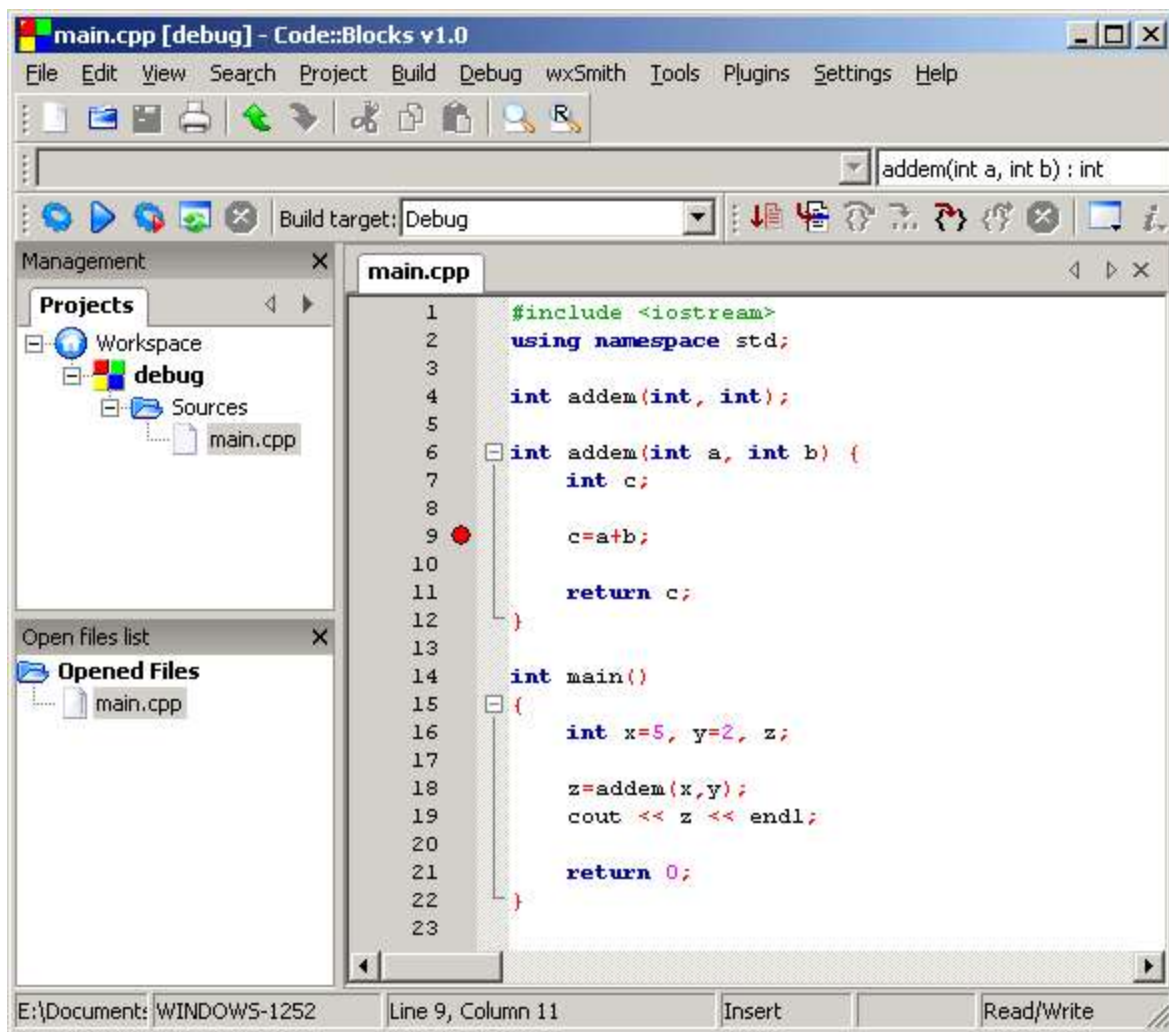 main.cpp [debug] - Code::Blocks v1.0
File Edit View Search Project Build Debug wxSmith Tools Plugins Settings Help
addem(int a, int b) : int
Build target: Debug
Management
Projects
Workspace
debug
Sources
main.cpp
Open files list
Opened Files
main.cpp
main.cpp
1 #include <iostream>
2 using namespace std;
3
4 int addem(int, int);
5
6 int addem(int a, int b) {
7 int c;
8
9 c=a+b;
10
11 return c;
12 }
13
14 int main()
15 {
16 int x=5, y=2, z;
17
18 z=addem(x,y);
19 cout << z << endl;
20
21 return 0;
22 }
23
E:\Document: WINDOWS-1252 Line 9, Column 11 Insert Read/Write